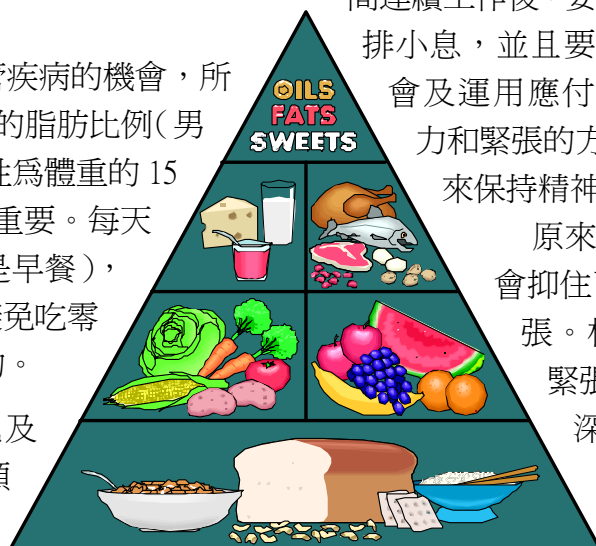 疾病的機會,所
的脂肪比例(男
性爲體重的 15
重要。每天
是早餐),
免吃零
。
及
OILS
FATS
SWEETS
間連續工作後,要
排小息,並且要
會及運用應付
力和緊張的方
來保持精神
原來
會抑住
張。
緊張
深